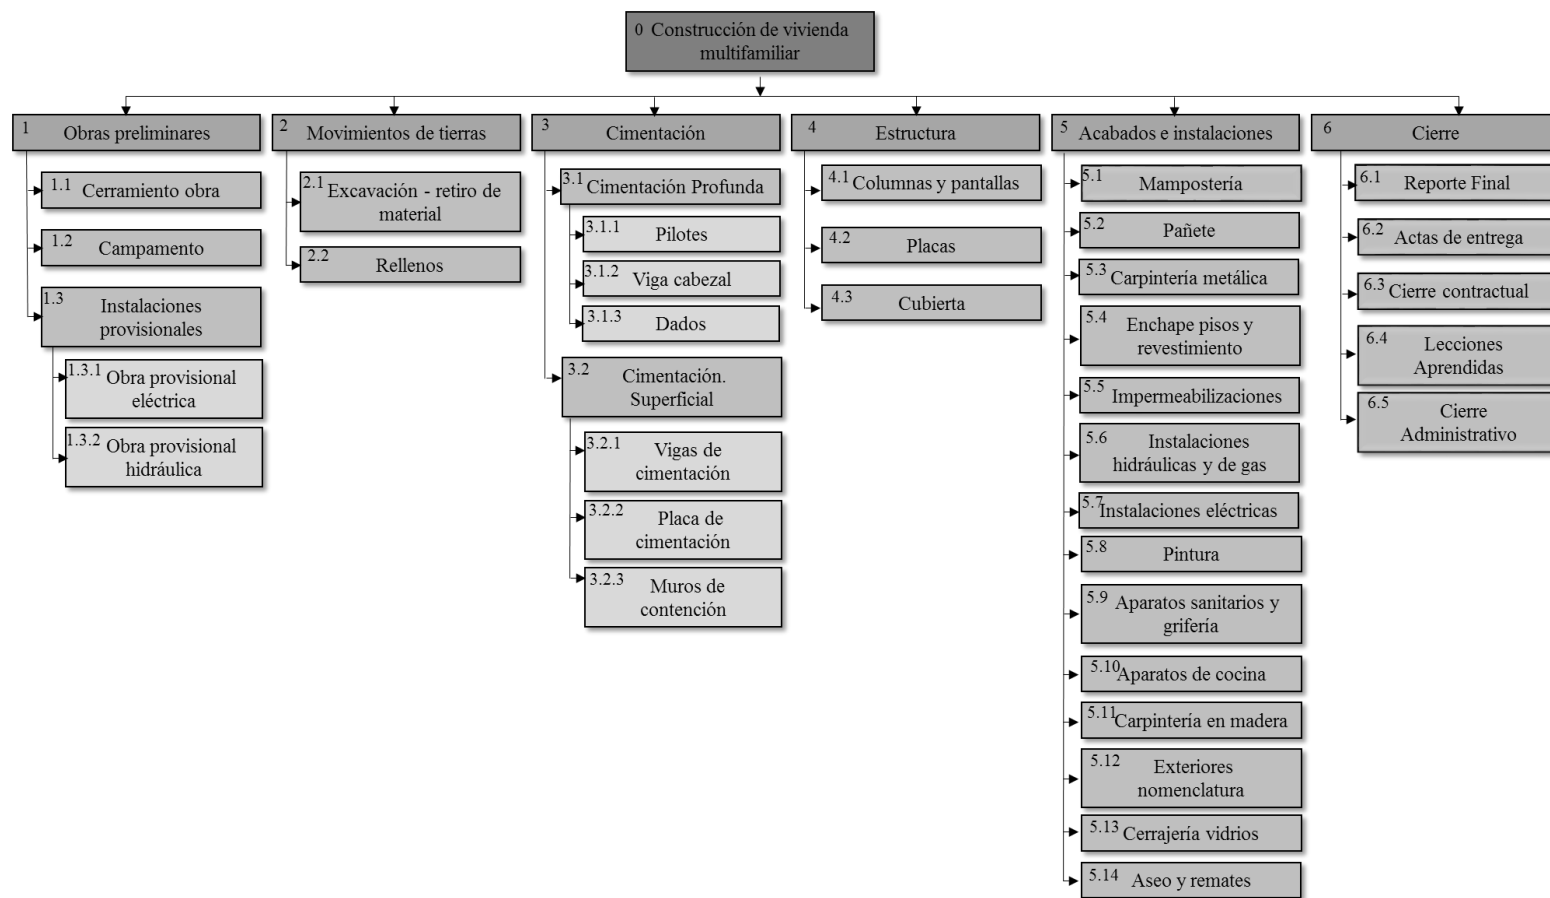 0 Construcción de vivienda
multifamiliar
1 Obras preliminares
1.1 Cerramiento obra
1.2 Campamento
1.3 Instalaciones
provisionales
1.3.1 Obra provisional
eléctrica
1.3.2 Obra provisional
hidráulica
2 Movimientos de tierras
2.1 Excavación - retiro de
material
2.2 Rellenos
3 Cimentación
3.1 Cimentación Profunda
3.1.1 Pilotes
3.1.2 Viga cabezal
3.1.3 Dados
3.2 Cimentación.
Superficial
3.2.1 Vigas de
cimentación
3.2.2 Placa de
cimentación
3.2.3 Muros de
contención
4 Estructura
4.1 Columnas y pantallas
4.2 Placas
4.3 Cubierta
5 Acabados e instalaciones
5.1 Mampostería
5.2 Pañete
5.3 Carpintería metálica
5.4 Enchape pisos y
revestimiento
5.5 Impermeabilizaciones
5.6 Instalaciones
hidráulicas y de gas
5.7 Instalaciones eléctricas
5.8 Pintura
5.9 Aparatos sanitarios y
grifería
5.10 Aparatos de cocina
5.11 Carpintería en madera
5.12 Exteriores
nomenclatura
5.13 Cerrajería vidrios
5.14 Aseo y remates
6 Cierre
6.1 Reporte Final
6.2 Actas de entrega
6.3 Cierre contractual
6.4 Lecciones
Aprendidas
6.5 Cierre
Administrativo